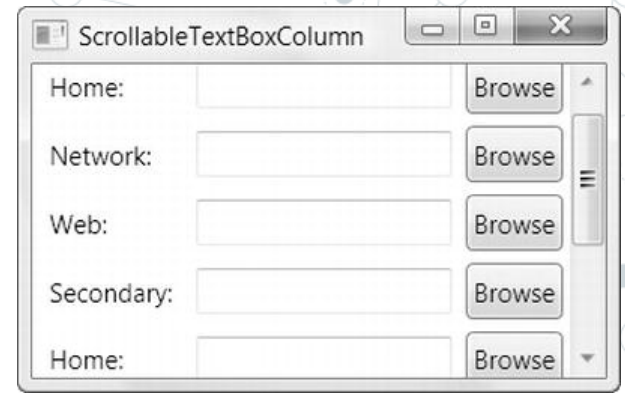 ScrollableTextBoxColumn
Home: Browse
Network: Browse
Web: Browse
Secondary: Browse
Home: Browse